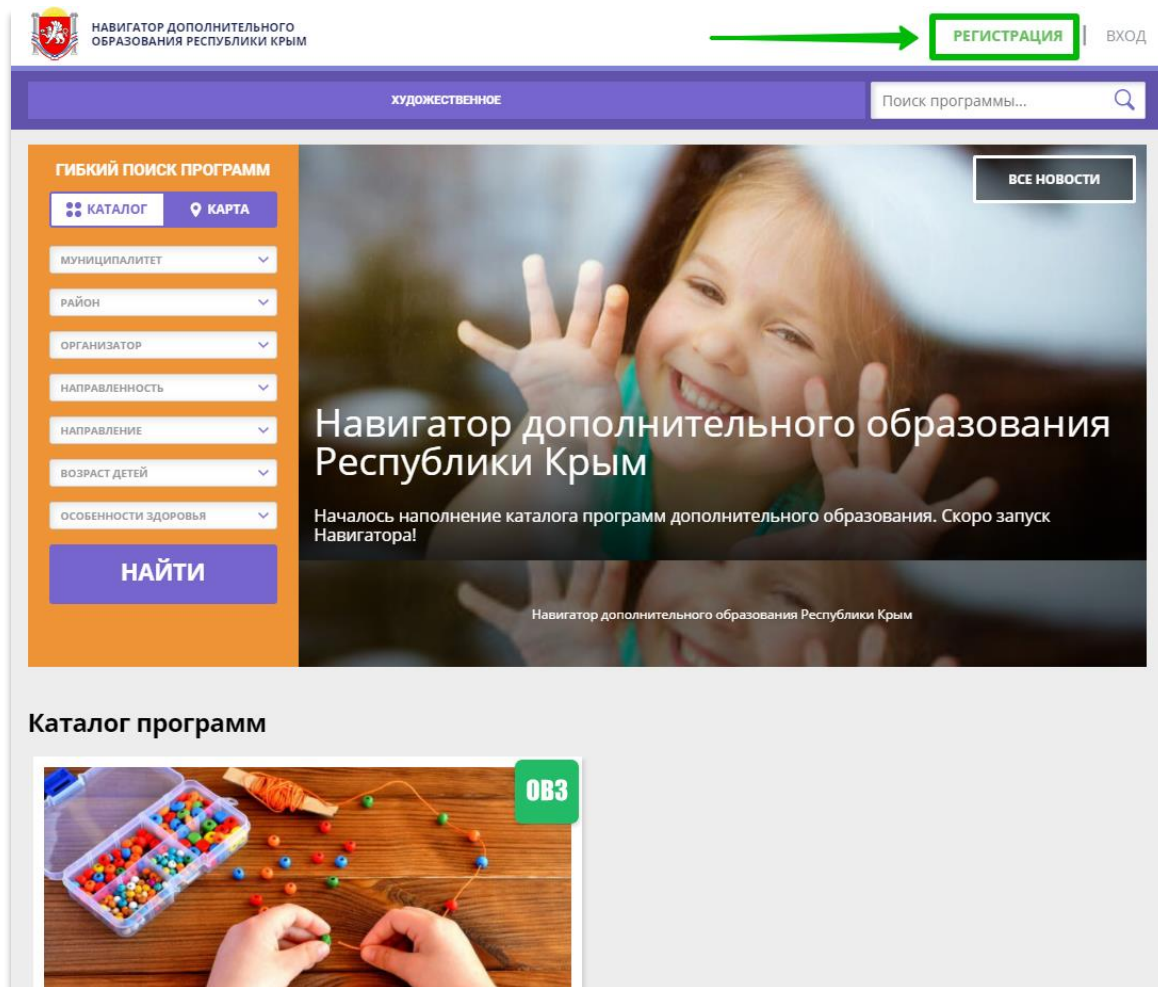 НАВИГАТОР ДОПОЛНИТЕЛЬНОГО
ОБРАЗОВАНИЯ РЕСПУБЛИКИ КРЫМ
РЕГИСТРАЦИЯ | ВХОД
ХУДОЖЕСТВЕННОЕ
Поиск программы...
ГИБКИЙ ПОИСК ПРОГРАММ
КАТАЛОГ
КАРТА
МУНИЦИПАЛИТЕТ
РАЙОН
ОРГАНИЗАТОР
НАПРАВЛЕННОСТЬ
НАПРАВЛЕНИЕ
ВОЗРАСТ ДЕТЕЙ
ОСОБЕННОСТИ ЗДОРОВЬЯ
НАЙТИ
ВСЕ НОВОСТИ
Навигатор дополнительного образования
Республики Крым
Началось наполнение каталога программ дополнительного образования. Скоро запуск
Навигатора!
Навигатор дополнительного образования Республики Крым
Каталог программ
ОВЗ